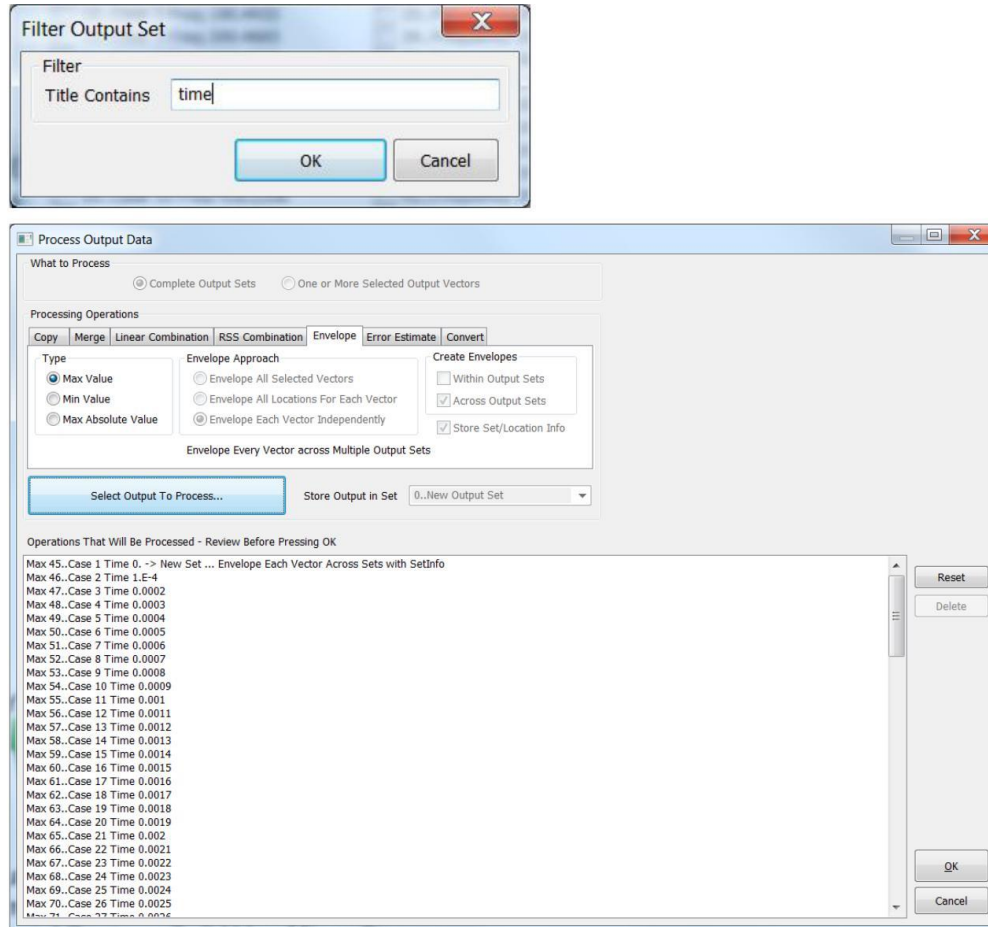 Filter Output Set
Filter
Title Contains time
OK Cancel
Process Output Data
What to Process
Complete Output Sets One or More Selected Output Vectors
Processing Operations
Copy Merge Linear Combination RSS Combination Envelope Error Estimate Convert
Type Envelope Approach Create Envelopes
Max Value Envelope All Selected Vectors Within Output Sets
Min Value Envelope All Locations For Each Vector Across Output Sets
Max Absolute Value Envelope Each Vector Independently Store Set/Location Info
Envelope Every Vector across Multiple Output Sets
Select Output To Process... Store Output in Set 0..New Output Set
Operations That Will Be Processed - Review Before Pressing OK
Max 45..Case 1 Time 0. -> New Set ... Envelope Each Vector Across Sets with SetInfo
Max 46..Case 2 Time 1.E-4
Max 47..Case 3 Time 0.0002
Max 48..Case 4 Time 0.0003
Max 49..Case 5 Time 0.0004
Max 50..Case 6 Time 0.0005
Max 51..Case 7 Time 0.0006
Max 52..Case 8 Time 0.0007
Max 53..Case 9 Time 0.0008
Max 54..Case 10 Time 0.0009
Max 55..Case 11 Time 0.001
Max 56..Case 12 Time 0.0011
Max 57..Case 13 Time 0.0012
Max 58..Case 14 Time 0.0013
Max 59..Case 15 Time 0.0014
Max 60..Case 16 Time 0.0015
Max 61..Case 17 Time 0.0016
Max 62..Case 18 Time 0.0017
Max 63..Case 19 Time 0.0018
Max 64..Case 20 Time 0.0019
Max 65..Case 21 Time 0.002
Max 66..Case 22 Time 0.0021
Max 67..Case 23 Time 0.0022
Max 68..Case 24 Time 0.0023
Max 69..Case 25 Time 0.0024
Max 70..Case 26 Time 0.0025
Max 71..Case 27 Time 0.0026
Reset
Delete
OK
Cancel